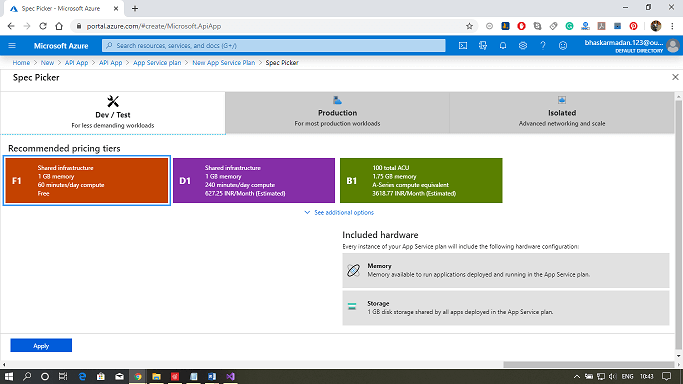 Spec Picker - Microsoft Azure
portal.azure.com/#create/Microsoft.ApiApp
Microsoft Azure
Search resources, services, and docs (G+/)
bhaskarmadan.123@ou...
DEFAULT DIRECTORY
Home > New > API App > API App > App Service plan > New App Service Plan > Spec Picker
Spec Picker
Dev / Test
For less demanding workloads
Production
For most production workloads
Isolated
Advanced networking and scale
Recommended pricing tiers
F1
Shared infrastructure
1 GB memory
60 minutes/day compute
Free
D1
Shared infrastructure
1 GB memory
240 minutes/day compute
627.25 INR/Month (Estimated)
B1
100 total ACU
1.75 GB memory
A-Series compute equivalent
3618.77 INR/Month (Estimated)
See additional options
Included hardware
Every instance of your App Service plan will include the following hardware configuration:
Memory
Memory available to run applications deployed and running in the App Service plan.
Storage
1 GB disk storage shared by all apps deployed in the App Service plan.
Apply
ENG
10:43